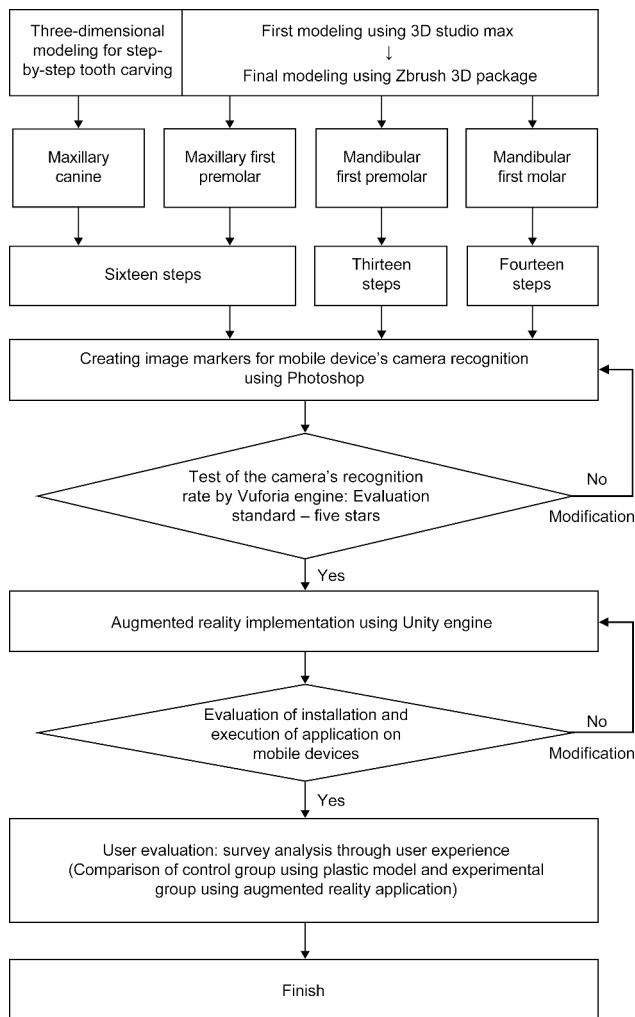 Three-dimensional
modeling for step-
by-step tooth carving
First modeling using 3D studio max
↓
Final modeling using Zbrush 3D package
Maxillary
canine
Maxillary first
premolar
Mandibular
first premolar
Mandibular
first molar
Sixteen steps
Thirteen
steps
Fourteen
steps
Creating image markers for mobile device's camera recognition
using Photoshop
Test of the camera's recognition
rate by Vuforia engine: Evaluation
standard – five stars
No
Modification
Yes
Augmented reality implementation using Unity engine
Evaluation of installation and
execution of application on
mobile devices
No
Modification
Yes
User evaluation: survey analysis through user experience
(Comparison of control group using plastic model and experimental
group using augmented reality application)
Finish